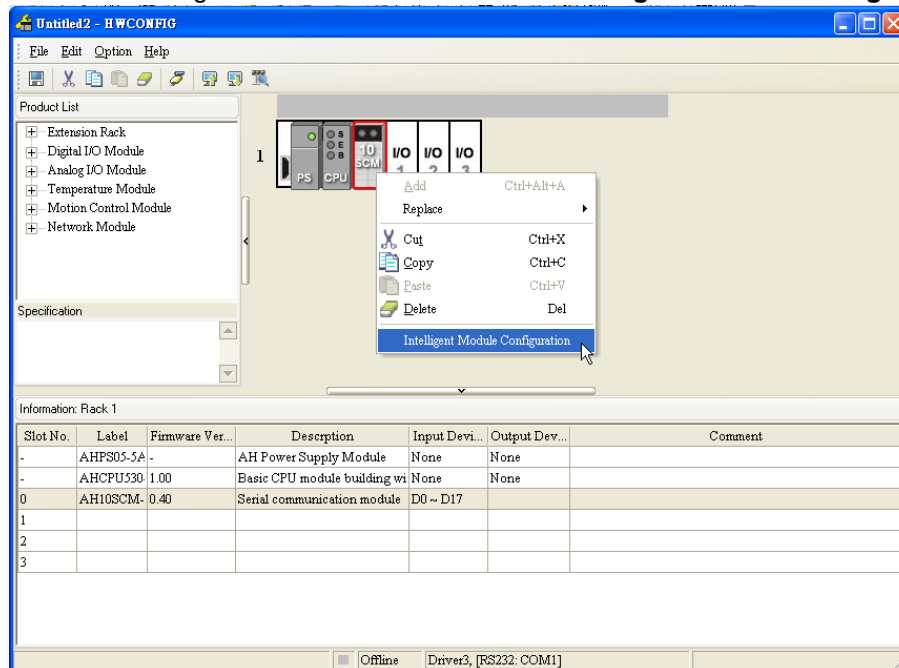 Untitled2 - HWCONFIG
File Edit Option Help
Product List
Extension Rack
Digital I/O Module
Analog I/O Module
Temperature Module
Motion Control Module
Network Module
Specification
1
PS
CPU
S
E
B
10
SCM
I/O
1
I/O
2
I/O
3
Add Ctrl+Alt+A
Replace
Cut Ctrl+X
Copy Ctrl+C
Paste Ctrl+V
Delete Del
Intelligent Module Configuration
Information: Rack 1
Slot No. Label Firmware Ver... Descrption Input Devi... Output Dev... Comment
- AHPS05-5A - AH Power Supply Module None None
- AHCPU530- 1.00 Basic CPU module building wi None None
0 AH10SCM- 0.40 Serial communication module D0 ~ D17
1
2
3
Offline Driver3, [RS232: COM1]